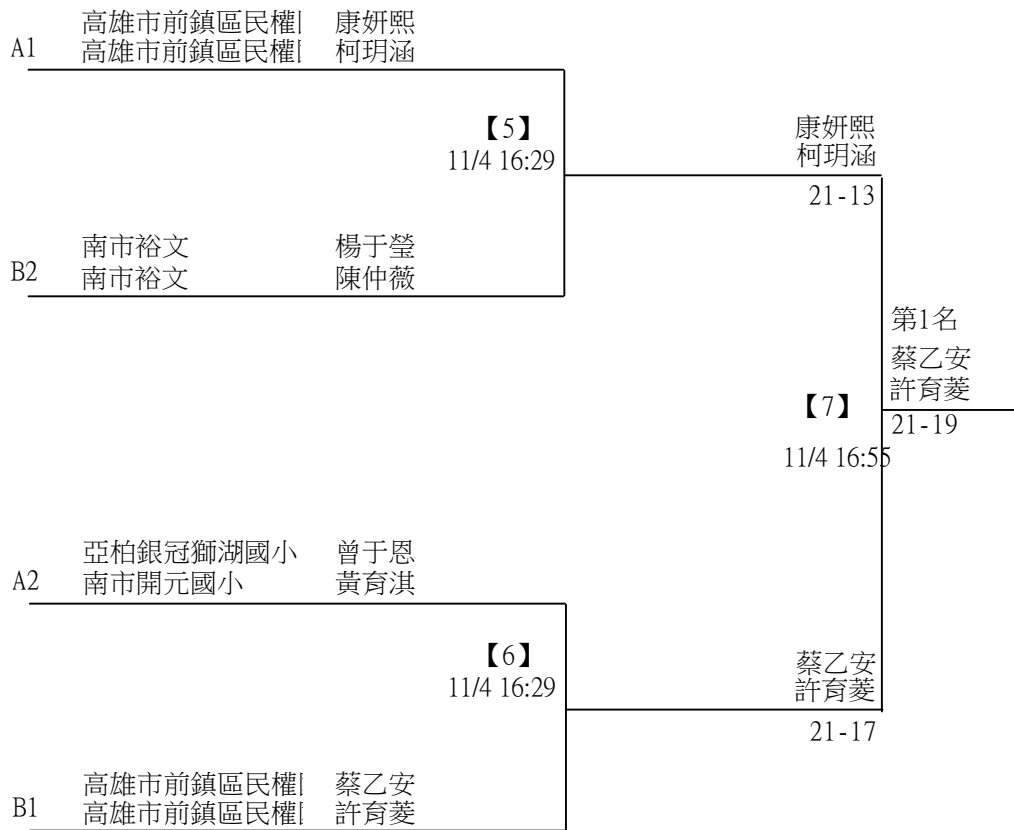 A1
高雄市前鎮區民權 康妍熙
高雄市前鎮區民權 柯玥涵
【5】
11/4 16:29
康妍熙
柯玥涵
21-13
B2
南市裕文 楊于瑩
南市裕文 陳仲薇
第1名
蔡乙安
許育菱
21-19
【7】
11/4 16:55
A2
亞柏銀冠獅湖國小 曾于恩
南市開元國小 黃育淇
【6】
11/4 16:29
蔡乙安
許育菱
21-17
B1
高雄市前鎮區民權 蔡乙安
高雄市前鎮區民權 許育菱